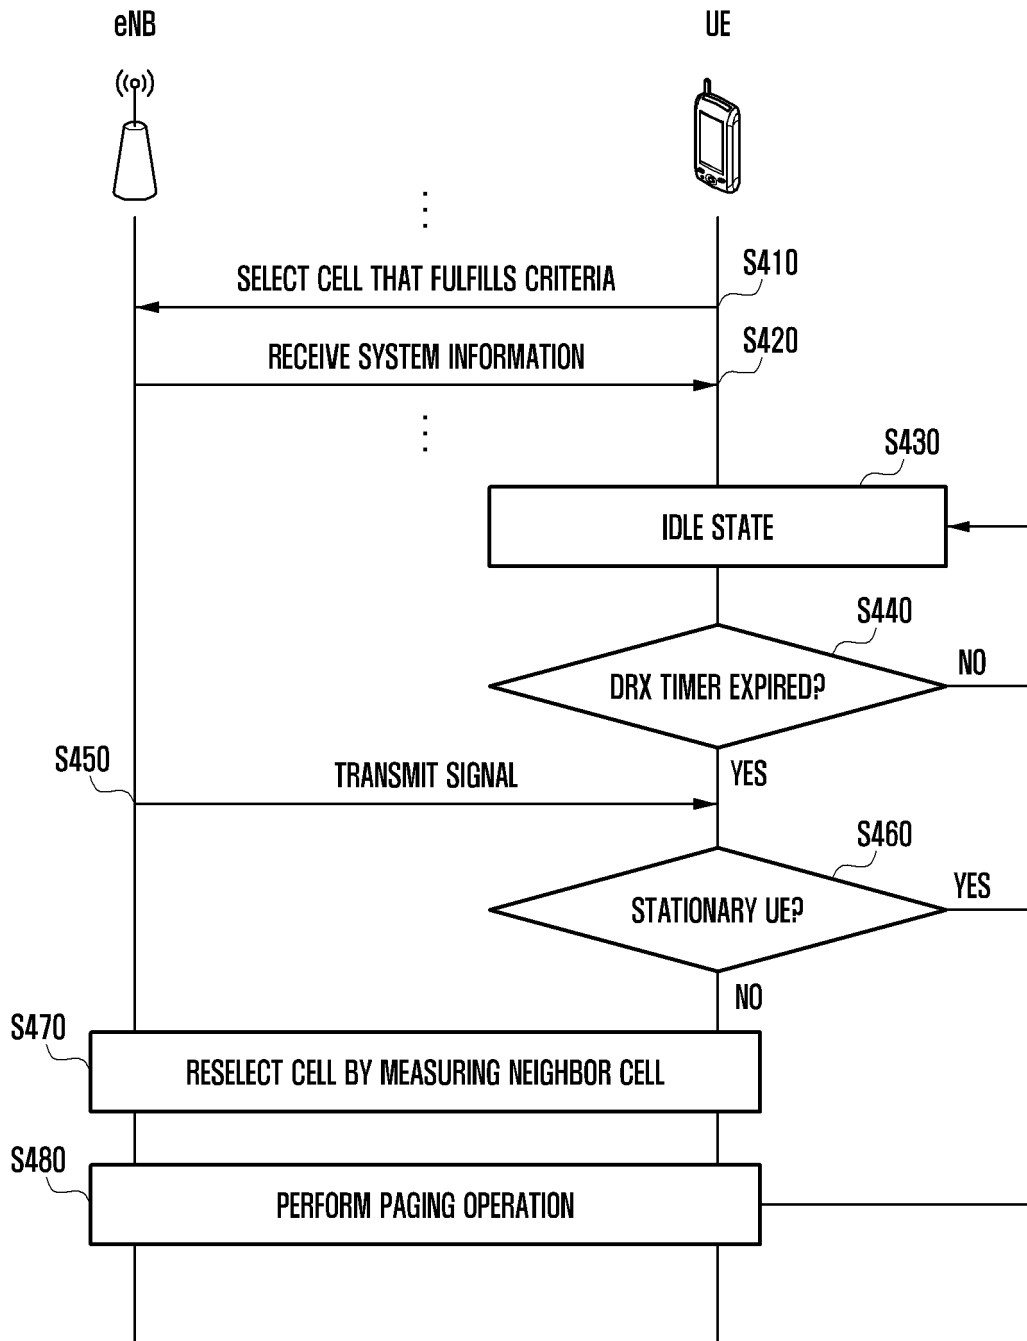 eNB
UE
SELECT CELL THAT FULFILLS CRITERIA
S410
RECEIVE SYSTEM INFORMATION
S420
S430
IDLE STATE
S440
DRX TIMER EXPIRED?
NO
S450
TRANSMIT SIGNAL
YES
S460
STATIONARY UE?
YES
NO
S470
RESELECT CELL BY MEASURING NEIGHBOR CELL
S480
PERFORM PAGING OPERATION